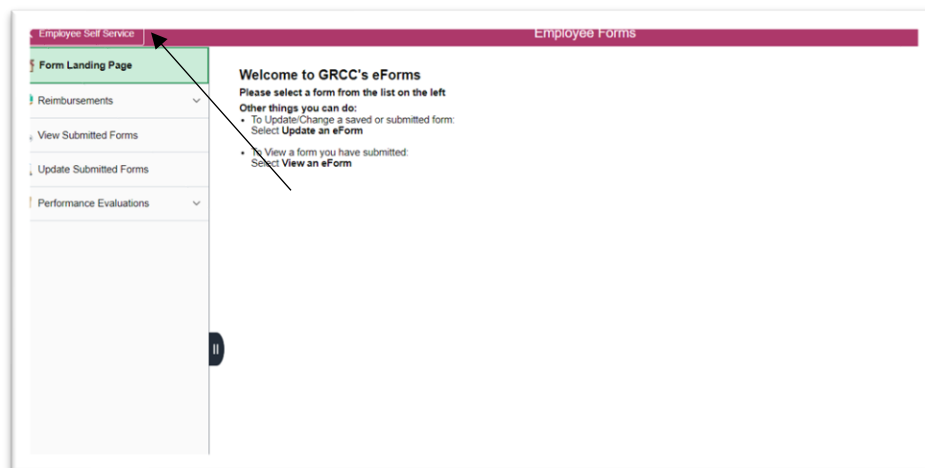 Employee Self Service
Employee Forms
Form Landing Page
Reimbursements
View Submitted Forms
Update Submitted Forms
Performance Evaluations
Welcome to GRCC's eForms
Please select a form from the list on the left
Other things you can do:
• To Update/Change a saved or submitted form:
Select Update an eForm
• To View a form you have submitted:
Select View an eForm